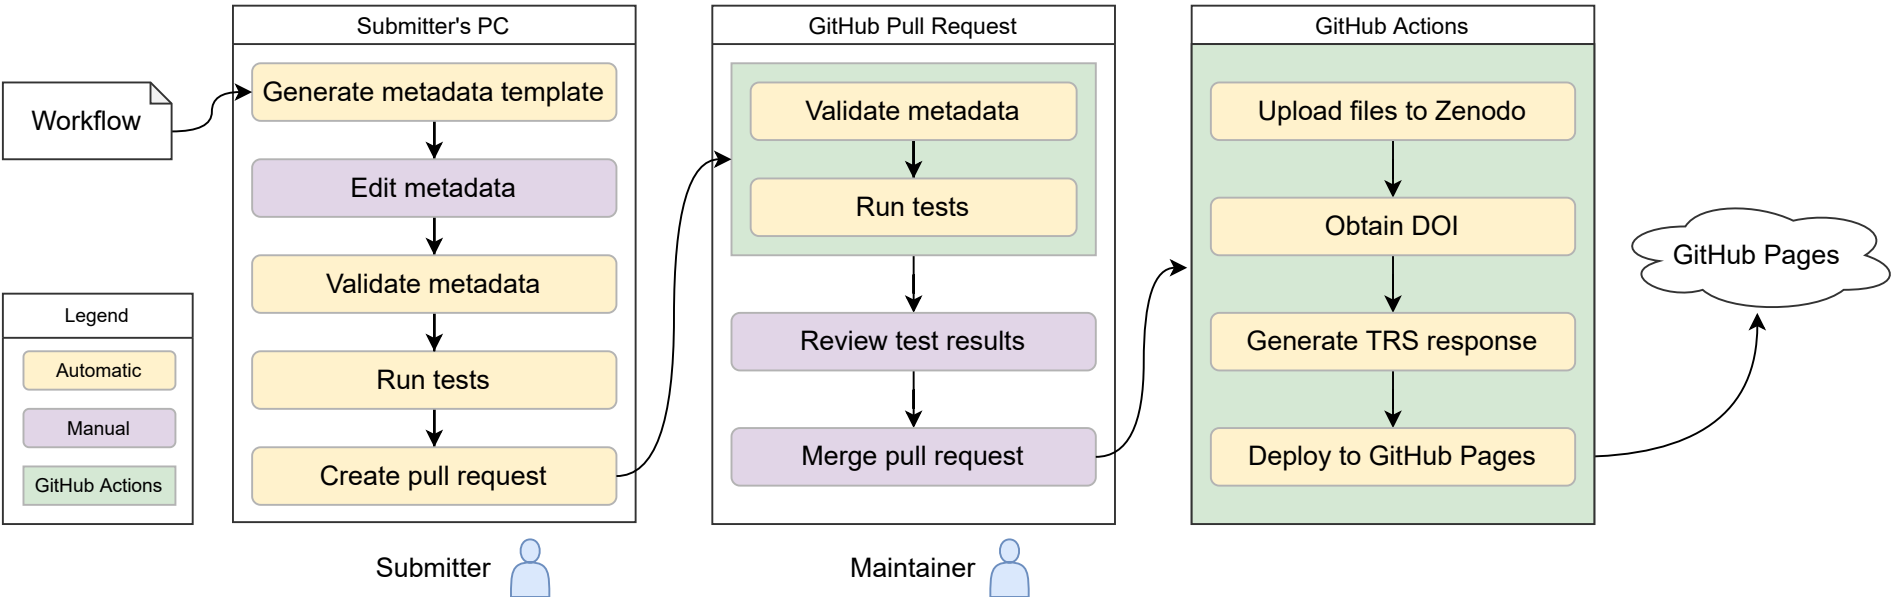 Workflow
Legend
Automatic
Manual
GitHub Actions
Submitter's PC
Generate metadata template
Edit metadata
Validate metadata
Run tests
Create pull request
Submitter
GitHub Pull Request
Validate metadata
Run tests
Review test results
Merge pull request
Maintainer
GitHub Actions
Upload files to Zenodo
Obtain DOI
Generate TRS response
Deploy to GitHub Pages
GitHub Pages